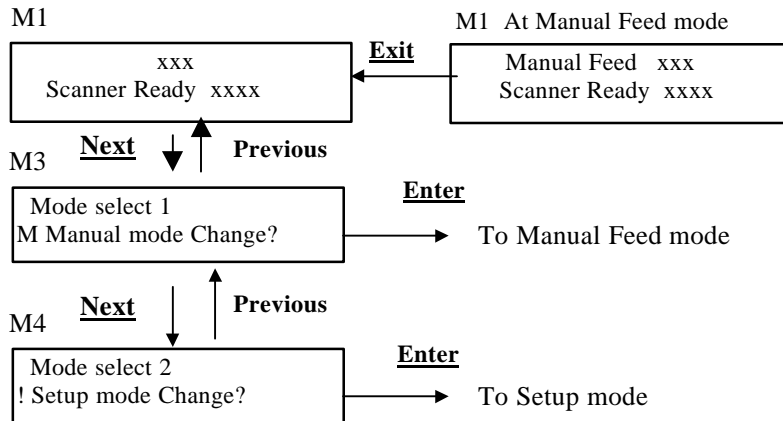 M1
M1 At Manual Feed mode
xxx
Scanner Ready xxxx
Exit
Manual Feed xxx
Scanner Ready xxxx
Next
Previous
M3
Mode select 1
M Manual mode Change?
Enter
To Manual Feed mode
Next
Previous
M4
Mode select 2
! Setup mode Change?
Enter
To Setup mode